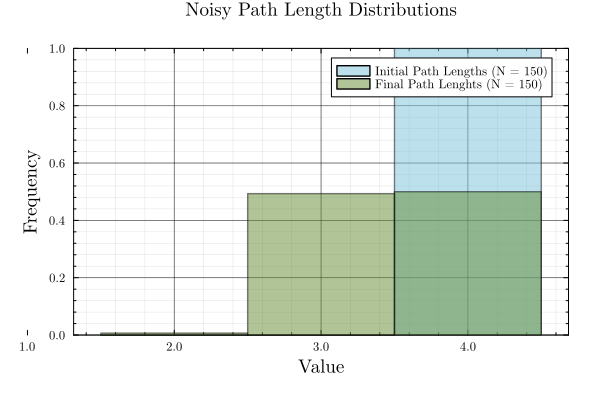 Noisy Path Length Distributions
1.0
Initial Path Lengths (N = 150)
Final Path Lenghts (N = 150)
0.8
0.6
Frequency
0.4
0.2
0.0
1.0 2.0 3.0 4.0
Value